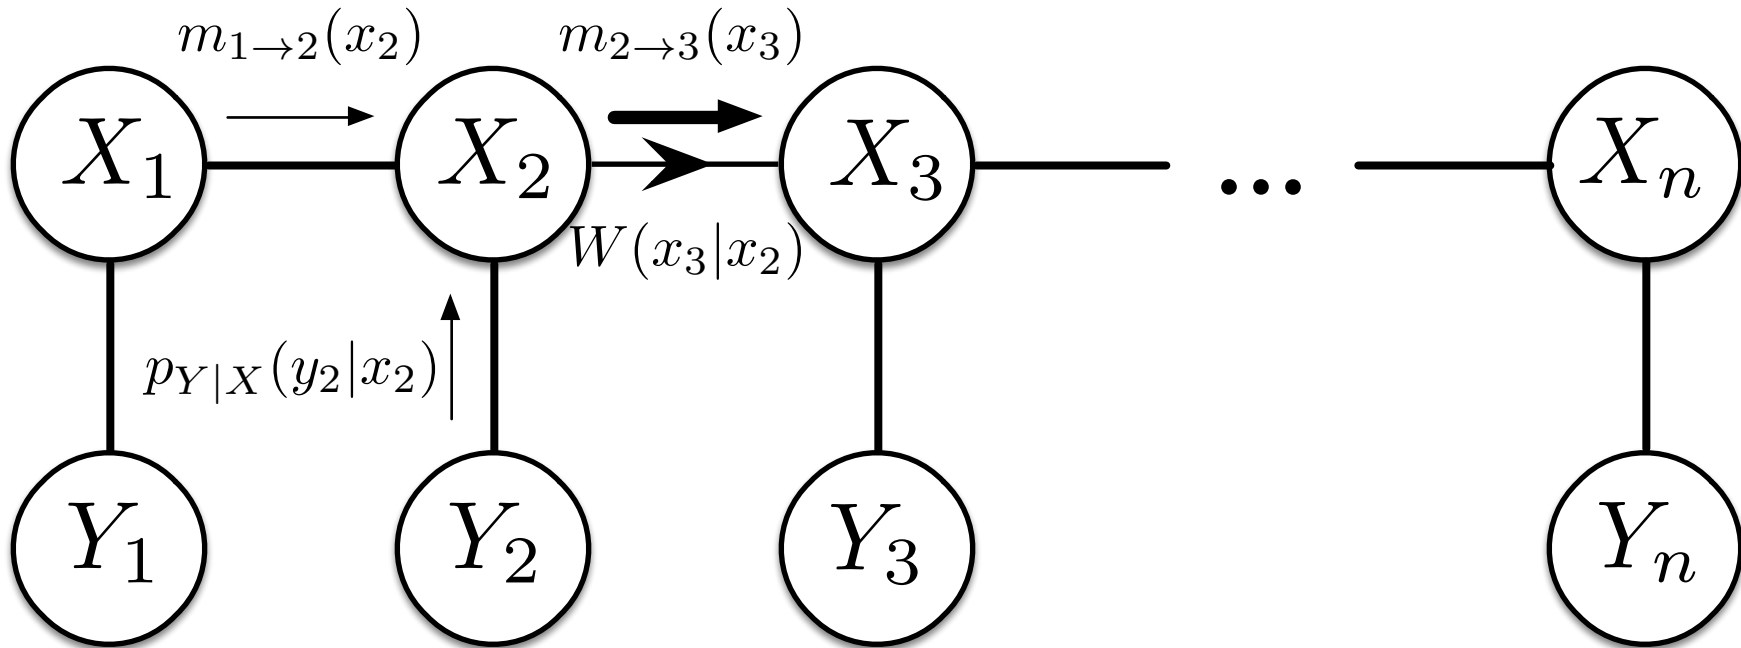 m_{1→2}(x_2) m_{2→3}(x_3)
X_1 X_2 X_3 ... X_n
W(x_3|x_2)
p_{Y|X}(y_2|x_2)
Y_1 Y_2 Y_3 Y_n